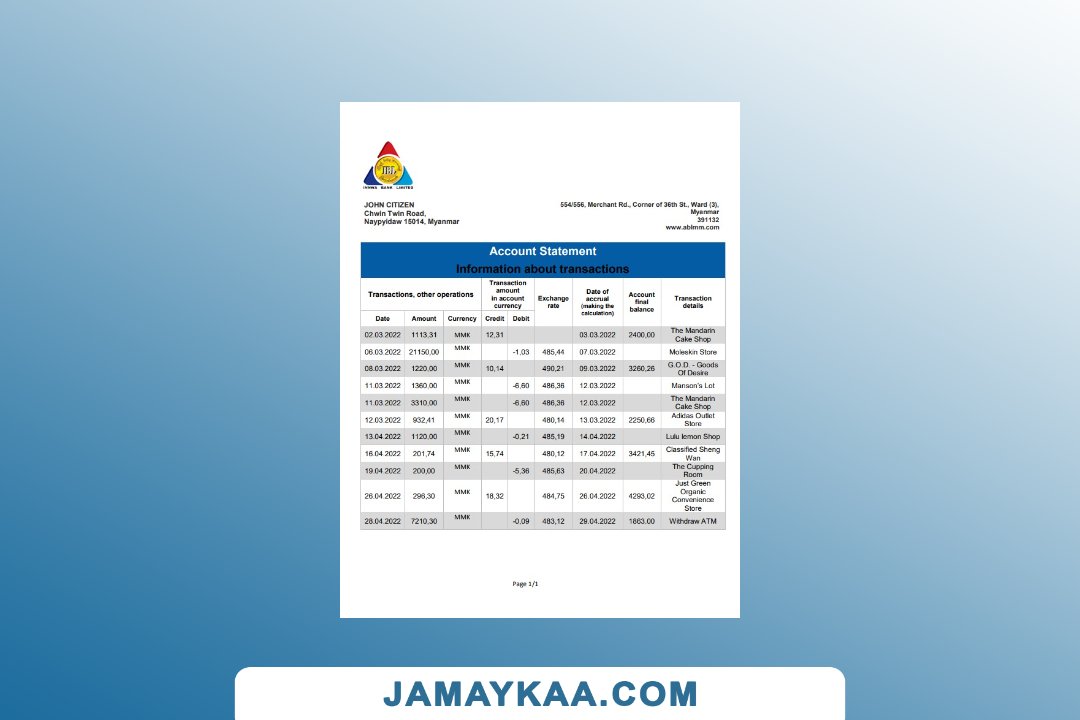 INNWA BANK LIMITED
JOHN CITIZEN
Chwin Twin Road,
Naypyidaw 15014, Myanmar
554/556, Merchant Rd., Corner of 36th St., Ward (3),
Myanmar
391132
www.ablmm.com
Account Statement
Information about transactions
Transactions, other operations
Transaction
amount
in account
currency
Exchange
rate
Date of
accrual
(making the
calculation)
Account
final
balance
Transaction
details
Date Amount Currency Credit Debit
02.03.2022 1113,31 MMK 12,31 03.03.2022 2400,00 The Mandarin
Cake Shop
06.03.2022 21150,00 MMK -1,03 485,44 07.03.2022 Moleskin Store
08.03.2022 1220,00 MMK 10,14 490,21 09.03.2022 3260,26 G.O.D. - Goods
Of Desire
11.03.2022 1360,00 MMK -6,60 486,36 12.03.2022 Manson's Lot
11.03.2022 3310,00 MMK -6,60 486,36 12.03.2022 The Mandarin
Cake Shop
12.03.2022 932,41 MMK 20,17 480,14 13.03.2022 2250,66 Adidas Outlet
Store
13.04.2022 1120,00 MMK -0,21 485,19 14.04.2022 Lulu lemon Shop
16.04.2022 201,74 MMK 15,74 480,12 17.04.2022 3421,45 Classified Sheng
Wan
19.04.2022 200,00 MMK -5,36 485,63 20.04.2022 The Cupping
Room
26.04.2022 296,30 MMK 18,32 484,75 26.04.2022 4293,02 Just Green
Organic
Convenience
Store
28.04.2022 7210,30 MMK -0,09 483,12 29.04.2022 1863.00 Withdraw ATM
Page 1/1
JAMAYKAA.COM